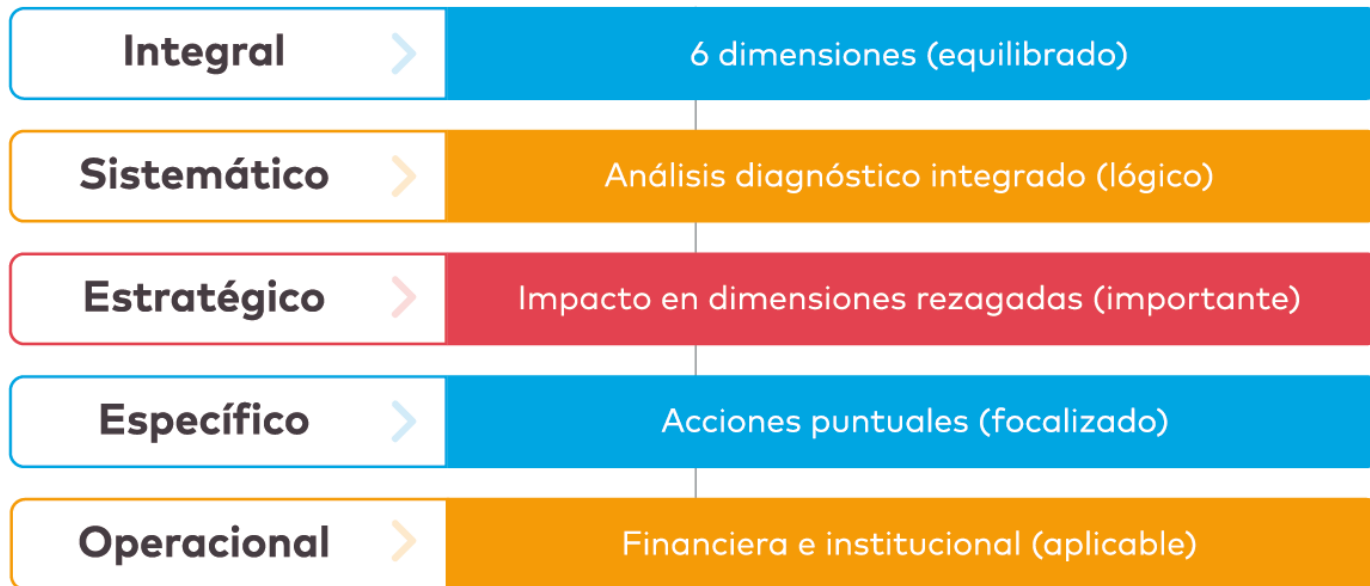 Integral
6 dimensiones (equilibrado)
Sistemático
Análisis diagnóstico integrado (lógico)
Estratégico
Impacto en dimensiones rezagadas (importante)
Específico
Acciones puntuales (focalizado)
Operacional
Financiera e institucional (aplicable)